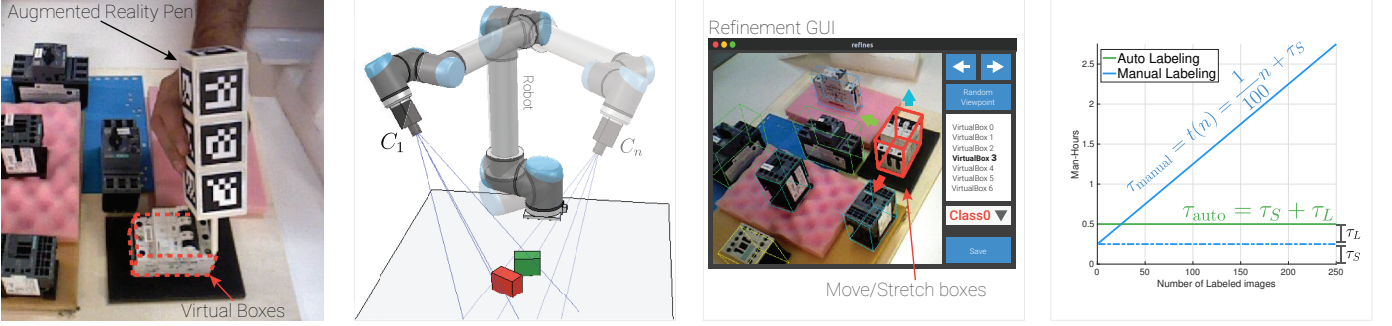 Augmented Reality Pen
Virtual Boxes
Robot
C1
Cn
Refinement GUI
refines
Random
Viewpoint
VirtualBox 0
VirtualBox 1
VirtualBox 2
VirtualBox 3
VirtualBox 4
VirtualBox 5
VirtualBox 6
Class0
Save
Move/Stretch boxes
Auto Labeling
Manual Labeling
τmanual = t(n) = 1/100 n + τS
τauto = τS + τL
τL
τS
Man-Hours
2.5
2
1.5
1
0.5
0
0 50 100 150 200 250
Number of Labeled images